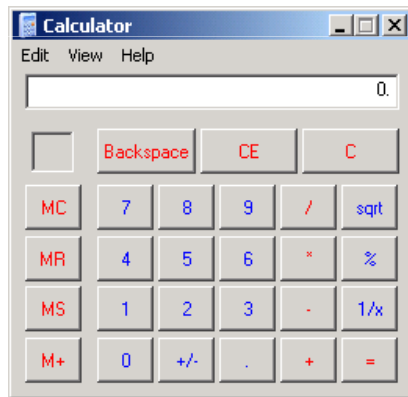 Calculator
Edit View Help
0.
Backspace CE C
MC 7 8 9 / sqrt
MR 4 5 6 * %
MS 1 2 3 - 1/x
M+ 0 +/- . + =